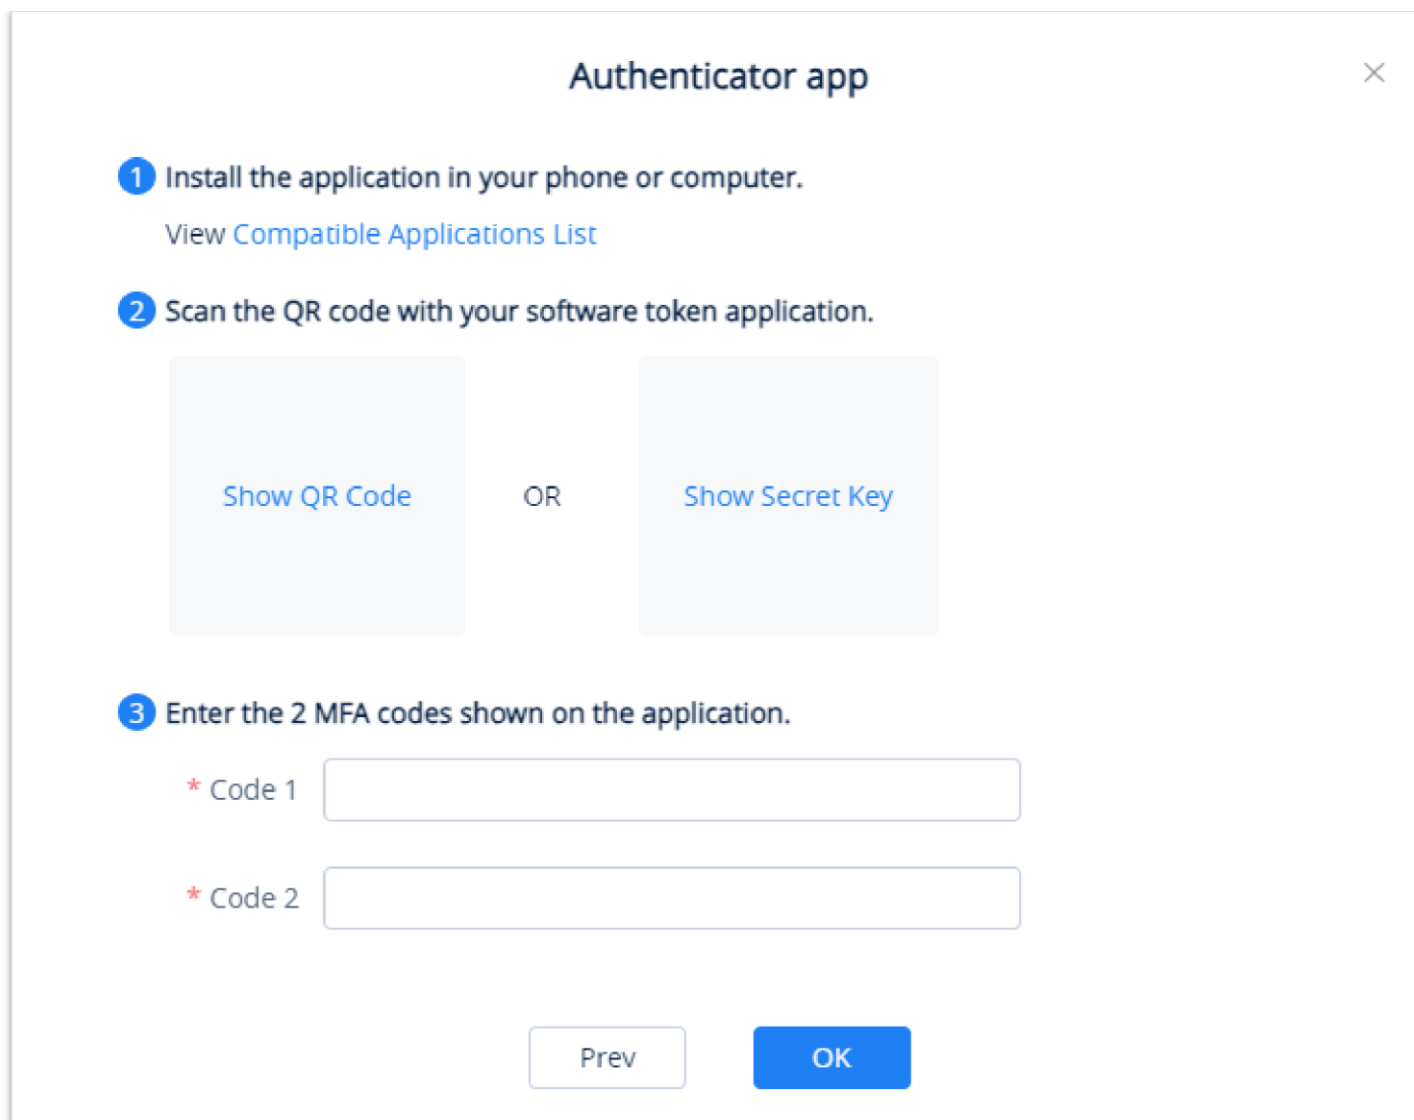 Authenticator app
1 Install the application in your phone or computer.
View Compatible Applications List
2 Scan the QR code with your software token application.
Show QR Code OR Show Secret Key
3 Enter the 2 MFA codes shown on the application.
* Code 1
* Code 2
Prev OK